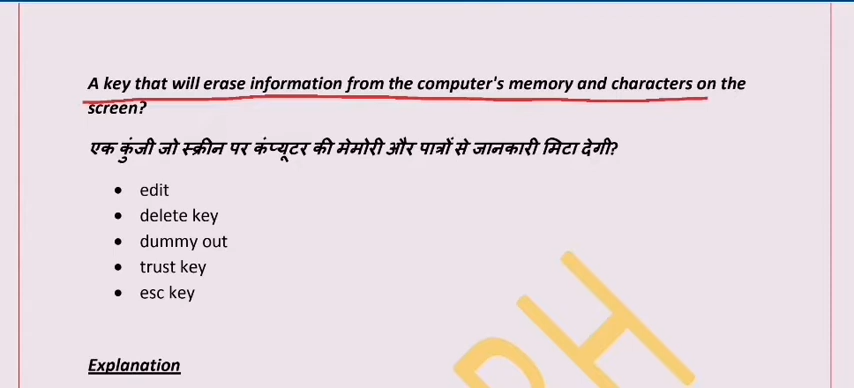 A key that will erase information from the computer's memory and characters on the
screen?
एक कुंजी जो स्क्रीन पर कंप्यूटर की मेमोरी और पात्रों से जानकारी मिटा देगी?
• edit
• delete key
• dummy out
• trust key
• esc key
PH
Explanation